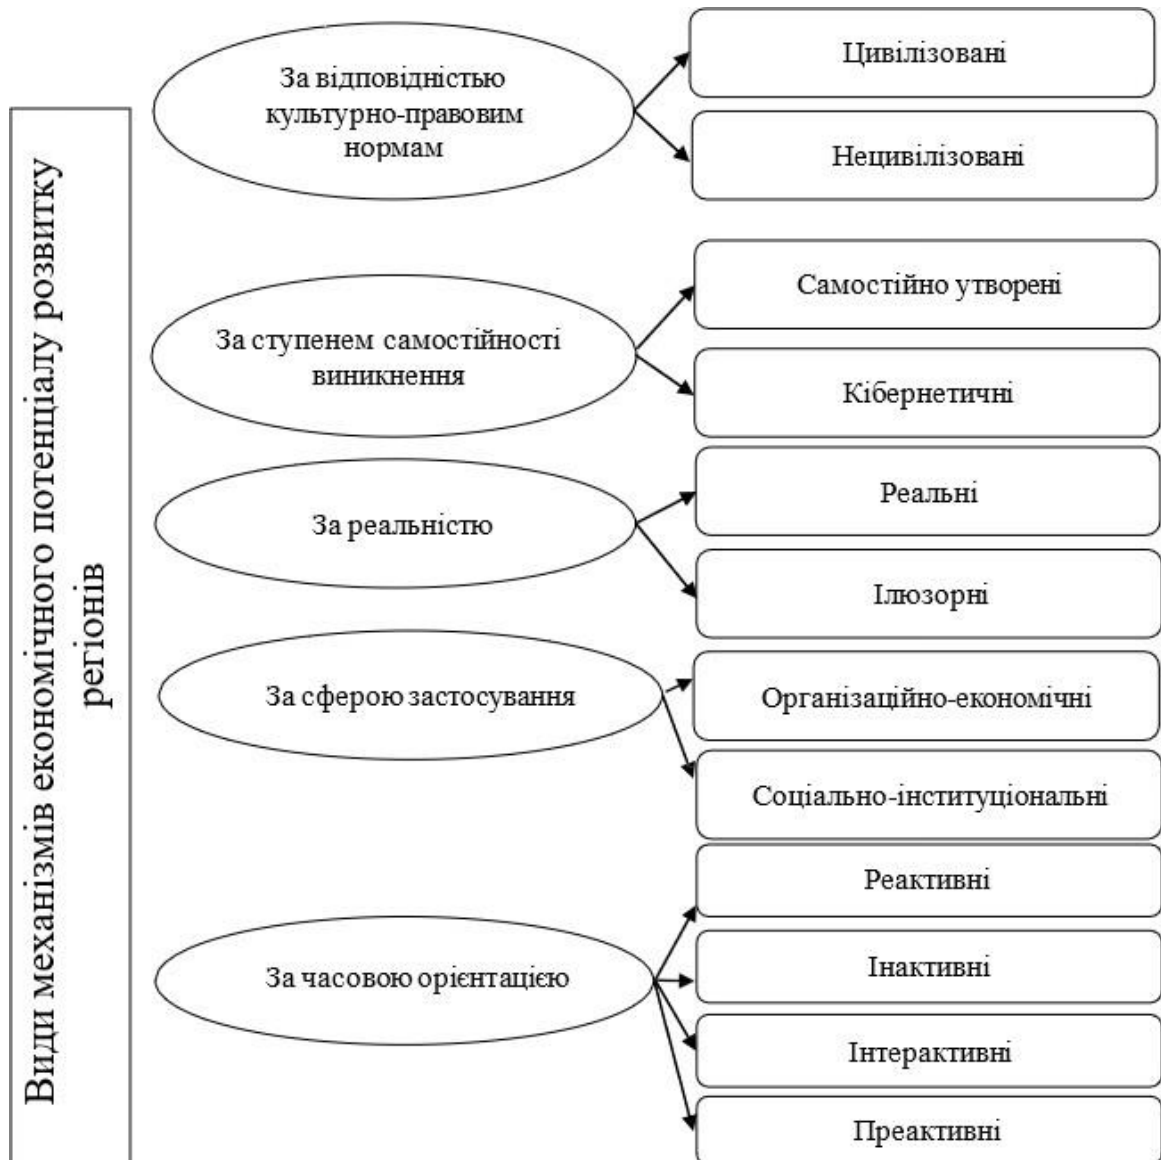 Види механізмів економічного потенціалу розвитку
регіонів
За відповідністью
культурно-правовим
нормам
Цивілізовані
Нецивілізовані
За ступенем самостійності
виникнення
Самостійно утворені
Кібернетичні
За реальністю
Реальні
Ілюзорні
За сферою застосування
Організаційно-економічні
Соціально-інституціональні
За часовою орієнтацією
Реактивні
Інактивні
Інтерактивні
Преактивні